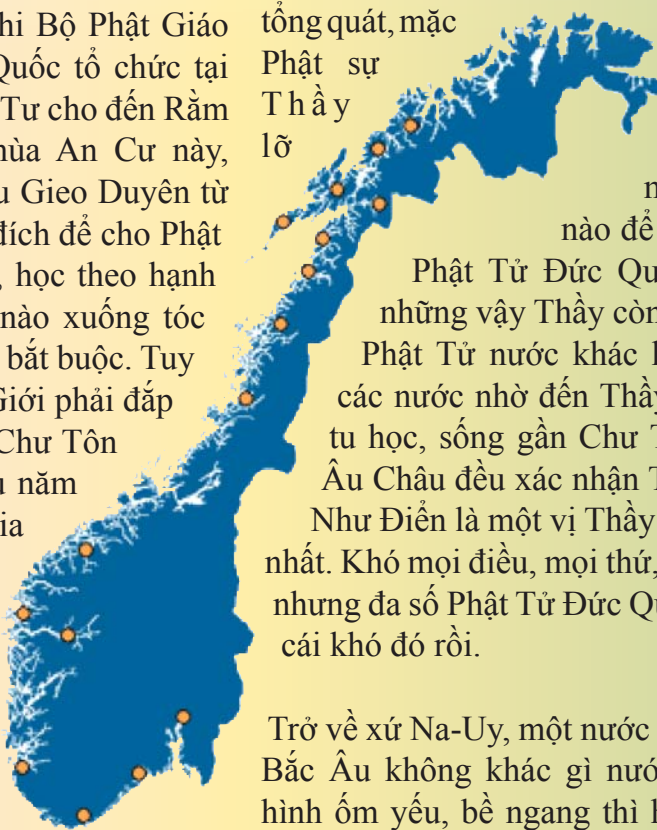 hi Bộ Phật Giáo
Quốc tổ chức tại
Tư cho đến Rằm
ùa An Cư này,
u Gieo Duyên từ
đích để cho Phật
, học theo hạnh
nào xuống tóc
bắt buộc. Tuy
Giới phải đắp
Chư Tôn
u năm
ia
tổng quát, mặc
Phật sự
Thầy
lỡ
nào để
Phật Tử Đức Qu
những vậy Thầy còn
Phật Tử nước khác
các nước nhờ đến Thầy
tu học, sống gần Chư T
Âu Châu đều xác nhận T
Như Điển là một vị Thầy
nhất. Khó mọi điều, mọi thứ,
nhưng đa số Phật Tử Đức Qu
cái khó đó rồi.
Trở về xứ Na-Uy, một nước
Bắc Âu không khác gì nướ
hình ốm yếu, bề ngang thì h